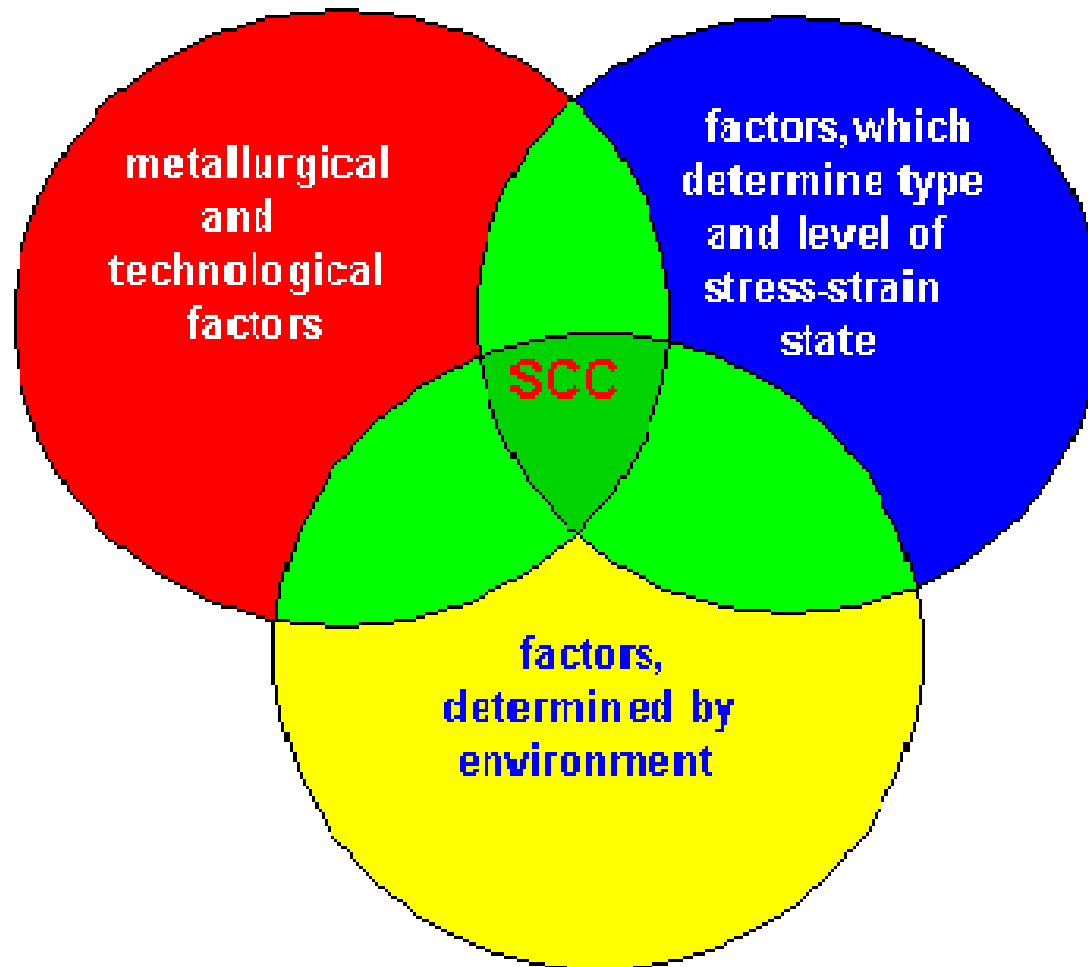 metallurgical
and
technological
factors
factors, which
determine type
and level of
stress-strain
state
SCC
factors,
determined by
environment